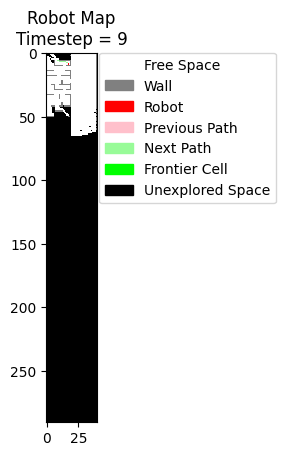 Robot Map
Timestep = 9
Free Space
Wall
Robot
Previous Path
Next Path
Frontier Cell
Unexplored Space
0
50
100
150
200
250
0 25